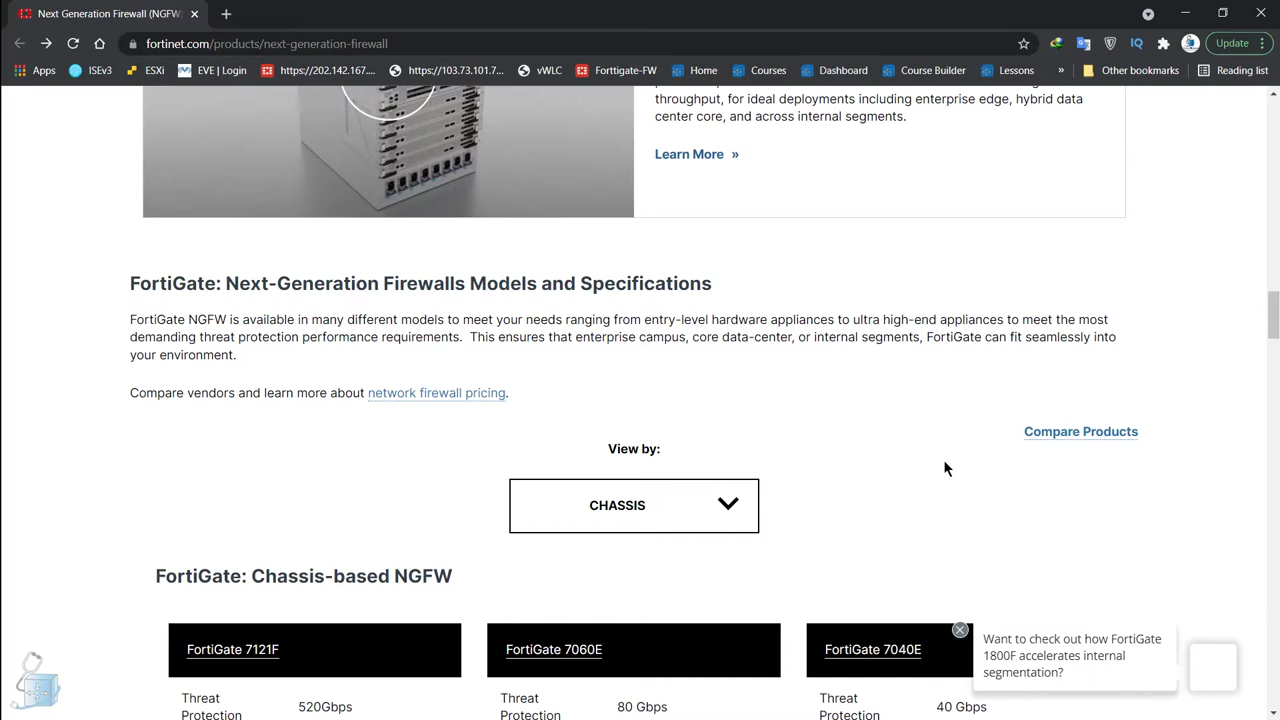 Next Generation Firewall (NGFW)
fortinet.com/products/next-generation-firewall
Update
Apps
ISEv3
ESXi
EVE | Login
https://202.142.167....
https://103.73.101.7...
vWLC
Forttigate-FW
Home
Courses
Dashboard
Course Builder
Lessons
»
Other bookmarks
Reading list
throughput, for ideal deployments including enterprise edge, hybrid data
center core, and across internal segments.
Learn More »
FortiGate: Next-Generation Firewalls Models and Specifications
FortiGate NGFW is available in many different models to meet your needs ranging from entry-level hardware appliances to ultra high-end appliances to meet the most
demanding threat protection performance requirements. This ensures that enterprise campus, core data-center, or internal segments, FortiGate can fit seamlessly into
your environment.
Compare vendors and learn more about network firewall pricing.
Compare Products
View by:
CHASSIS
FortiGate: Chassis-based NGFW
FortiGate 7121F
FortiGate 7060E
FortiGate 7040E
Threat
Protection
520Gbps
Threat
Protection
80 Gbps
Threat
Protection
40 Gbps
Want to check out how FortiGate
1800F accelerates internal
segmentation?